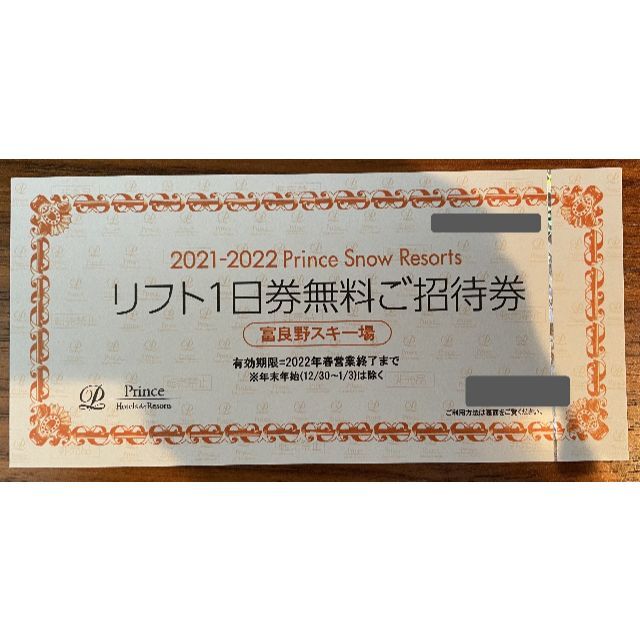 2021-2022 Prince Snow Resorts
リフト1日券無料ご招待券
富良野スキー場
有効期限=2022年春営業終了まで
※年末年始(12/30～1/3)は除く
Prince
Hotels & Resorts
ご利用方法は裏面をご覧ください。